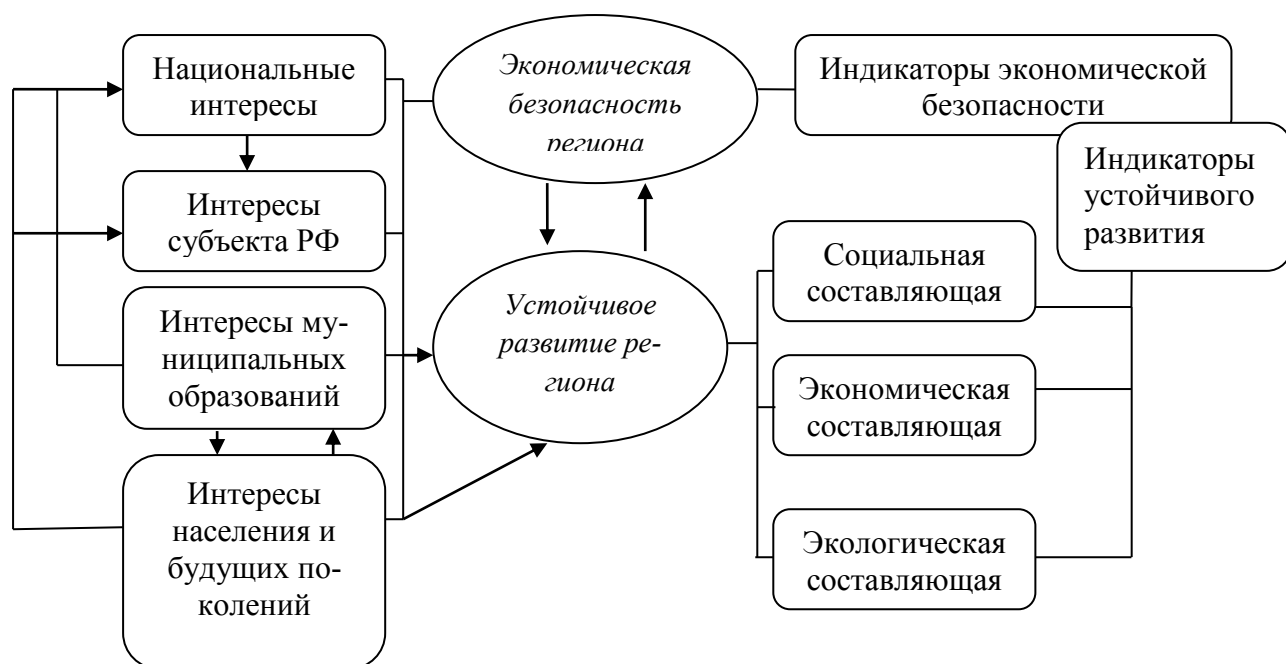 Национальные
интересы
Интересы
субъекта РФ
Интересы му-
ниципальных
образований
Интересы
населения и
будущих по-
колений
Экономическая
безопасность
региона
Устойчивое
развитие ре-
гиона
Индикаторы экономической
безопасности
Индикаторы
устойчивого
развития
Социальная
составляющая
Экономическая
составляющая
Экологическая
составляющая